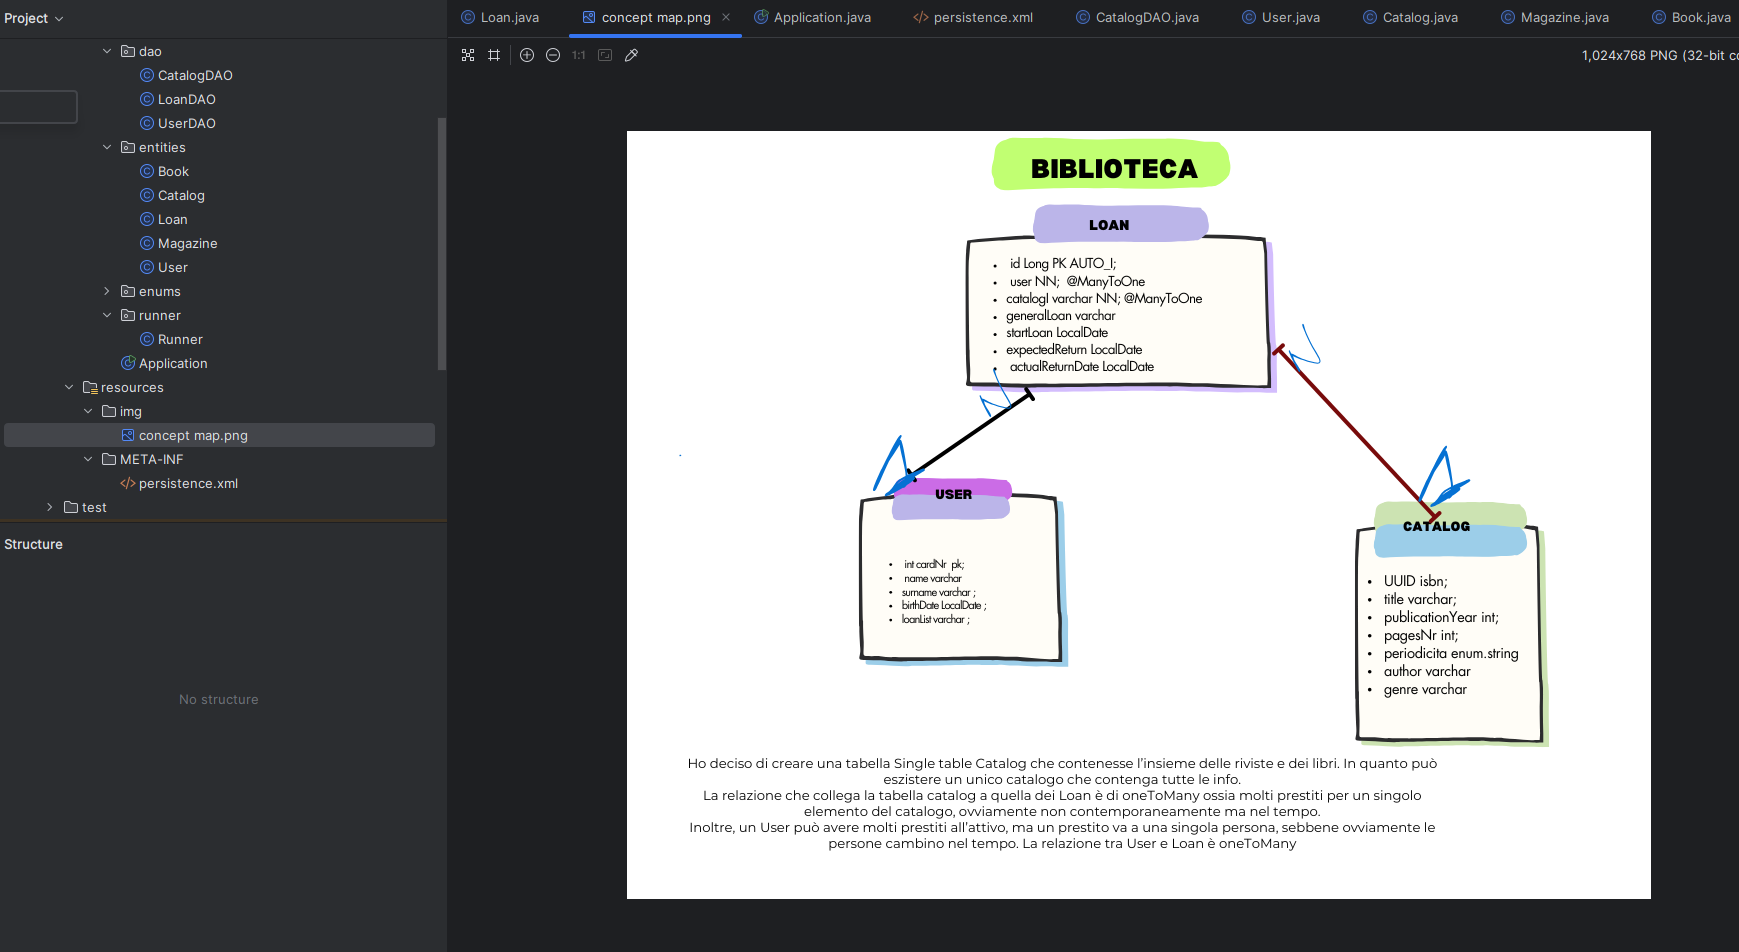 Project
Loan.java
concept map.png
Application.java
persistence.xml
CatalogDAO.java
User.java
Catalog.java
Magazine.java
Book.java
1:1
1,024x768 PNG (32-bit co
dao
CatalogDAO
LoanDAO
UserDAO
entities
Book
Catalog
Loan
Magazine
User
enums
runner
Runner
Application
resources
img
concept map.png
META-INF
persistence.xml
test
Structure
No structure
BIBLIOTECA
LOAN
• id Long PK AUTO_I;
• user NN; @ManyToOne
• catalogI varchar NN; @ManyToOne
• generalLoan varchar
• startLoan LocalDate
• expectedReturn LocalDate
• actualReturnDate LocalDate
N
N
1
1
USER
• int cardNr pk;
• name varchar
• surname varchar ;
• birthDate LocalDate ;
• loanList varchar ;
CATALOG
• UUID isbn;
• title varchar;
• publicationYear int;
• pagesNr int;
• periodicita enum.string
• author varchar
• genre varchar
Ho deciso di creare una tabella Single table Catalog che contenesse l'insieme delle riviste e dei libri. In quanto può
eszistere un unico catalogo che contenga tutte le info.
La relazione che collega la tabella catalog a quella dei Loan è di oneToMany ossia molti prestiti per un singolo
elemento del catalogo, ovviamente non contemporaneamente ma nel tempo.
Inoltre, un User può avere molti prestiti all'attivo, ma un prestito va a una singola persona, sebbene ovviamente le
persone cambino nel tempo. La relazione tra User e Loan è oneToMany